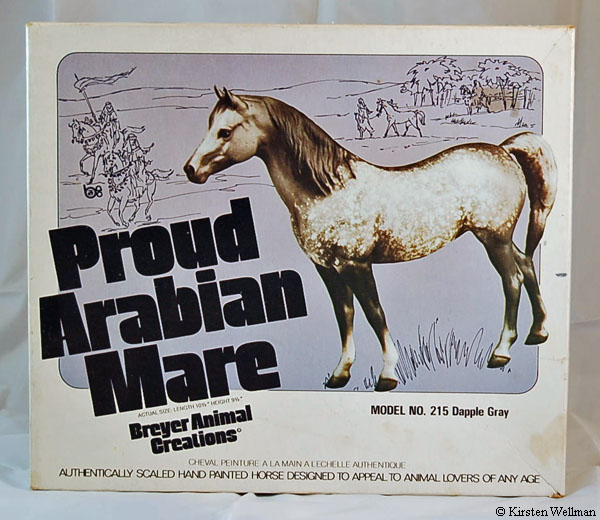 Proud
Arabian
Mare
ACTUAL SIZE: LENGTH 10½" HEIGHT 9¼"
Breyer Animal
Creations®
MODEL NO. 215 Dapple Gray
CHEVAL PEINTURE A LA MAIN A L'ECHELLE AUTHENTIQUE
AUTHENTICALLY SCALED HAND PAINTED HORSE DESIGNED TO APPEAL TO ANIMAL LOVERS OF ANY AGE
© Kirsten Wellman